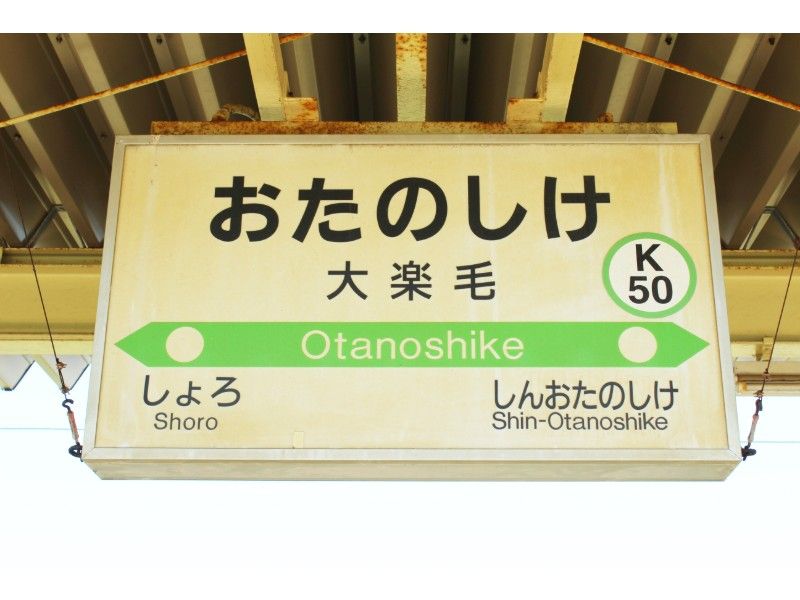 おたのしけ
大楽毛
K
50
Otanoshike
しょろ
Shoro
しんおたのしけ
Shin-Otanoshike